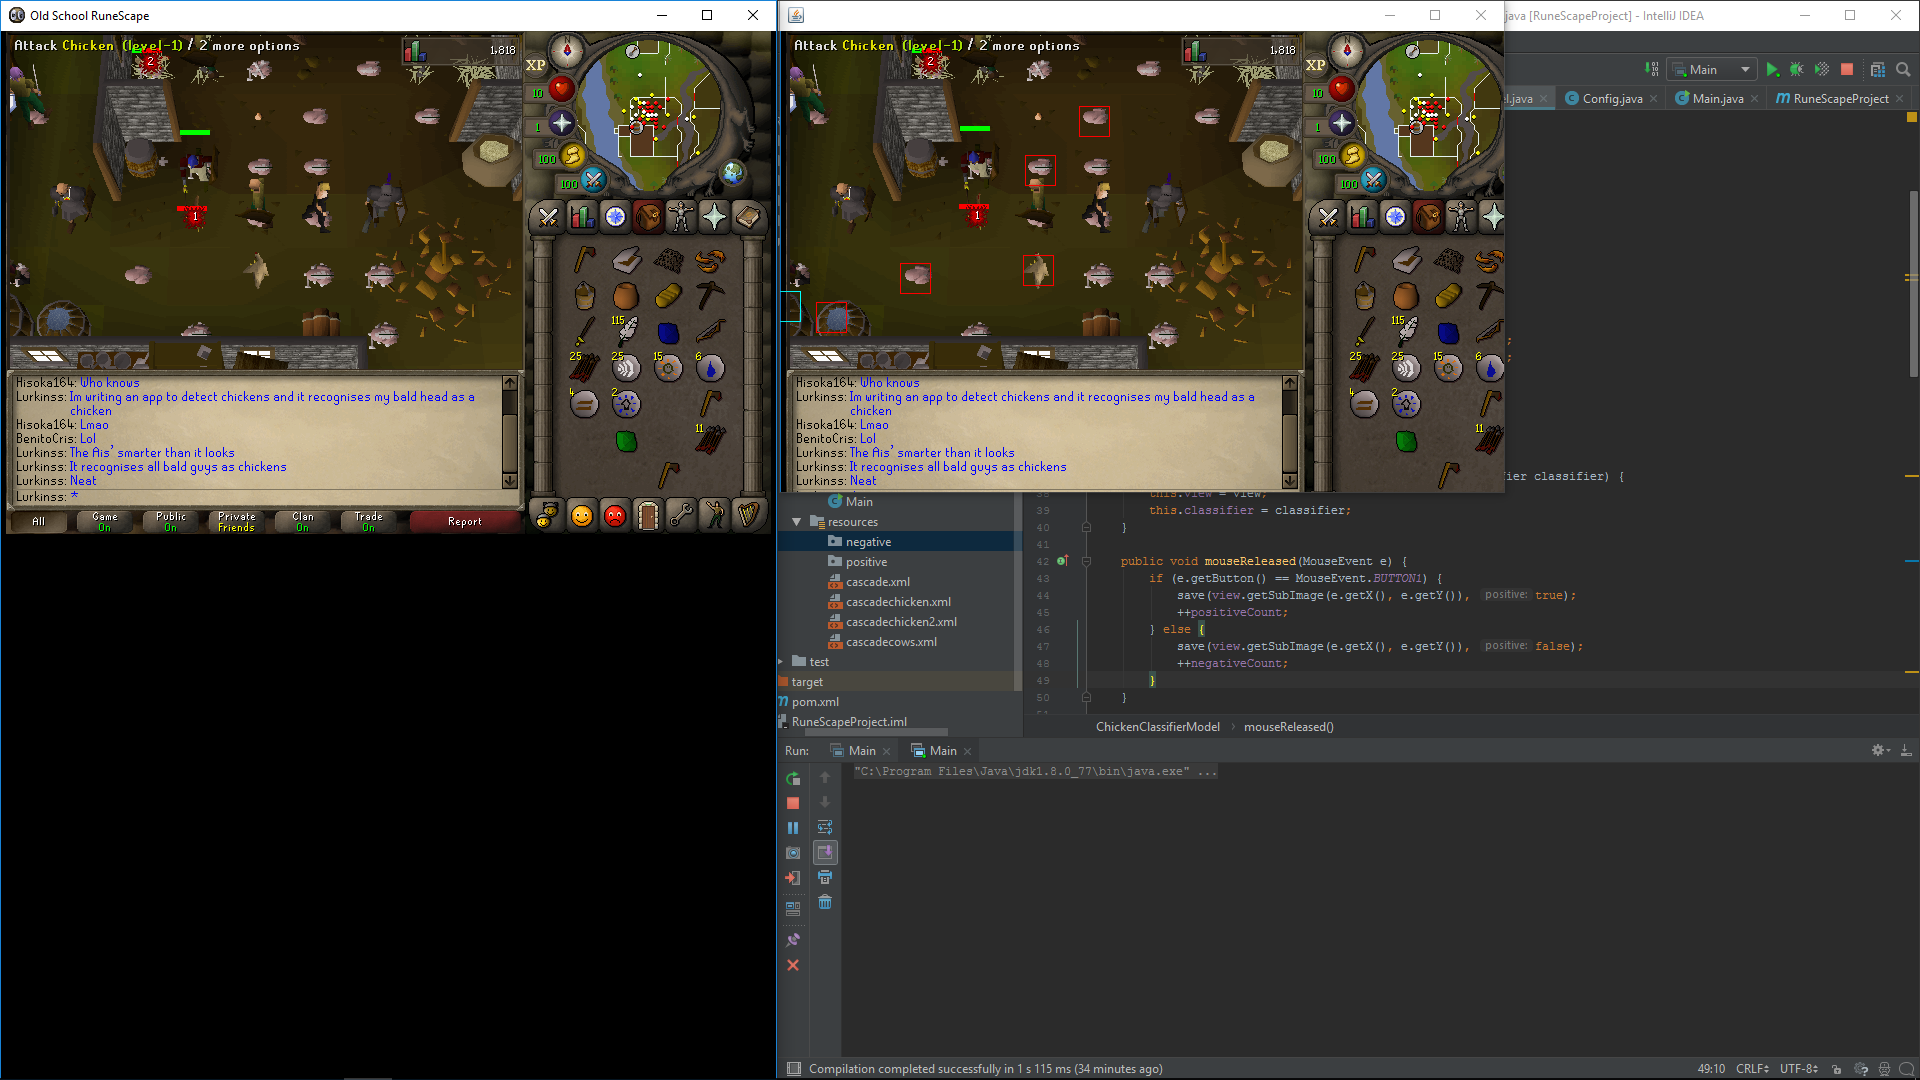 Old School RuneScape
Attack Chicken (level-1) / 2 more options
1,818
2
XP
10
1
100
100
1
115
25
25
15
6
4
2
11
Hisoka164: Who knows
Lurkinss: Im writing an app to detect chickens and it recognises my bald head as a
chicken
Hisoka164: Lmao
BenitoCris: Lol
Lurkinss: The Ais' smarter than it looks
Lurkinss: It recognises all bald guys as chickens
Lurkinss: Neat
Lurkinss: *
All
Game
On
Public
On
Private
Friends
Clan
On
Trade
On
Report
Attack Chicken (level-1) / 2 more options
1,818
2
XP
10
1
100
100
1
115
25
25
15
6
4
2
11
Hisoka164: Who knows
Lurkinss: Im writing an app to detect chickens and it recognises my bald head as a
chicken
Hisoka164: Lmao
BenitoCris: Lol
Lurkinss: The Ais' smarter than it looks
Lurkinss: It recognises all bald guys as chickens
Lurkinss: Neat
java [RuneScapeProject] - IntelliJ IDEA
Main
el.java
Config.java
Main.java
RuneScapeProject
Main
resources
negative
positive
cascade.xml
cascadechicken.xml
cascadechicken2.xml
cascadecows.xml
test
target
pom.xml
RuneScapeProject.iml
fier classifier) {
38 this.view = view;
39 this.classifier = classifier;
40 }
41
42 public void mouseReleased(MouseEvent e) {
43 if (e.getButton() == MouseEvent.BUTTON1) {
44 save(view.getSubImage(e.getX(), e.getY()), positive: true);
45 ++positiveCount;
46 } else {
47 save(view.getSubImage(e.getX(), e.getY()), positive: false);
48 ++negativeCount;
49 }
50 }
ChickenClassifierModel > mouseReleased()
Run: Main Main
"C:\Program Files\Java\jdk1.8.0_77\bin\java.exe" ...
Compilation completed successfully in 1 s 115 ms (34 minutes ago)
49:10 CRLF UTF-8